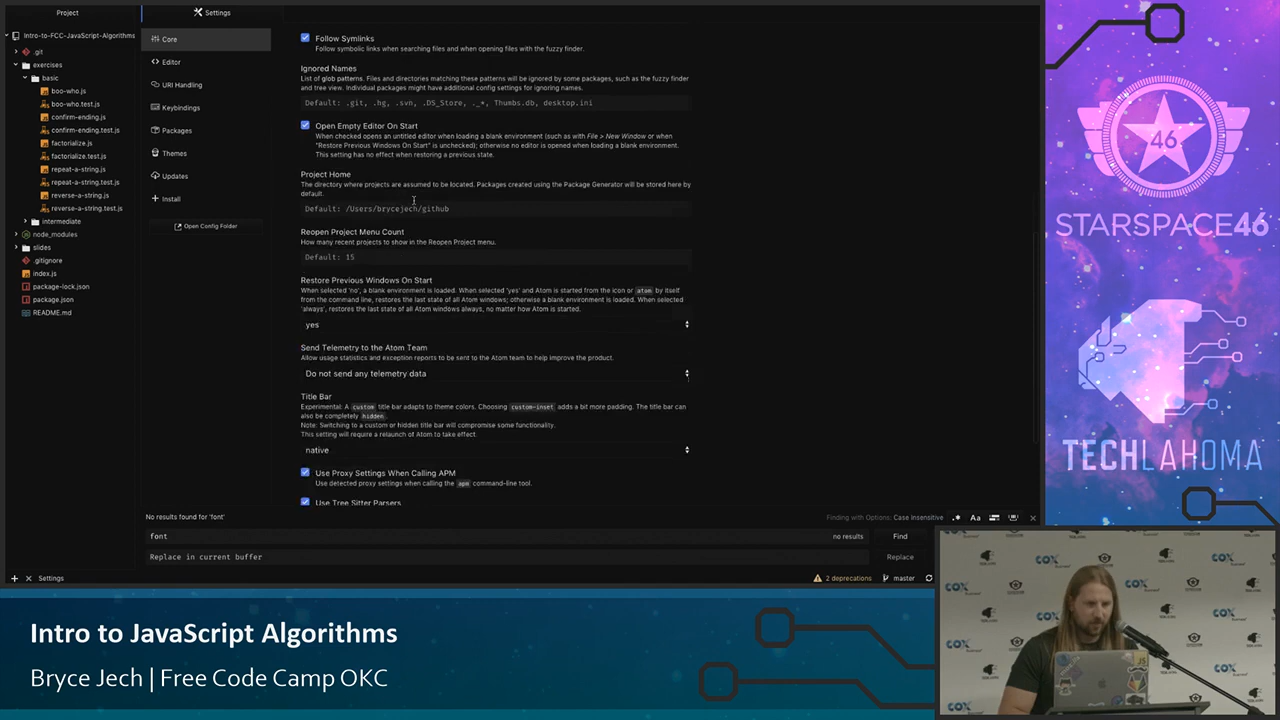 Project
Settings
Intro-to-FCC-JavaScript-Algorithms
.git
exercises
basic
boo-who.js
boo-who.test.js
confirm-ending.js
confirm-ending.test.js
factorialize.js
factorialize.test.js
repeat-a-string.js
repeat-a-string.test.js
reverse-a-string.js
reverse-a-string.test.js
intermediate
node_modules
slides
.gitignore
index.js
package-lock.json
package.json
README.md
Core
Editor
URI Handling
Keybindings
Packages
Themes
Updates
Install
Open Config Folder
Follow Symlinks
Follow symbolic links when searching files and when opening files with the fuzzy finder.
Ignored Names
List of glob patterns. Files and directories matching these patterns will be ignored by some packages, such as the fuzzy finder
and tree view. Individual packages might have additional config settings for ignoring names.
Default: .git, .hg, .svn, .DS_Store, ._*, Thumbs.db, desktop.ini
Open Empty Editor On Start
When checked opens an untitled editor when loading a blank environment (such as with File > New Window or when
"Restore Previous Windows On Start" is unchecked); otherwise no editor is opened when loading a blank environment.
This setting has no effect when restoring a previous state.
Project Home
The directory where projects are assumed to be located. Packages created using the Package Generator will be stored here by
default.
Default: /Users/brycejech/github
Reopen Project Menu Count
How many recent projects to show in the Reopen Project menu.
Default: 15
Restore Previous Windows On Start
When selected 'no', a blank environment is loaded. When selected 'yes' and Atom is started from the icon or atom by itself
from the command line, restores the last state of all Atom windows; otherwise a blank environment is loaded. When selected
'always', restores the last state of all Atom windows always, no matter how Atom is started.
yes
Send Telemetry to the Atom Team
Allow usage statistics and exception reports to be sent to the Atom team to help improve the product.
Do not send any telemetry data
Title Bar
Experimental: A custom title bar adapts to theme colors. Choosing custom-inset adds a bit more padding. The title bar can
also be completely hidden.
Note: Switching to a custom or hidden title bar will compromise some functionality.
This setting will require a relaunch of Atom to take effect.
native
Use Proxy Settings When Calling APM
Use detected proxy settings when calling the apm command-line tool.
Use Tree Sitter Parsers
No results found for 'font'
Finding with Options: Case Insensitive
.*
Aa
font
no results
Find
Replace in current buffer
Replace
Settings
2 deprecations
master
46
STARSPACE46
TECHLAHOMA
COX
Intro to JavaScript Algorithms
Bryce Jech | Free Code Camp OKC